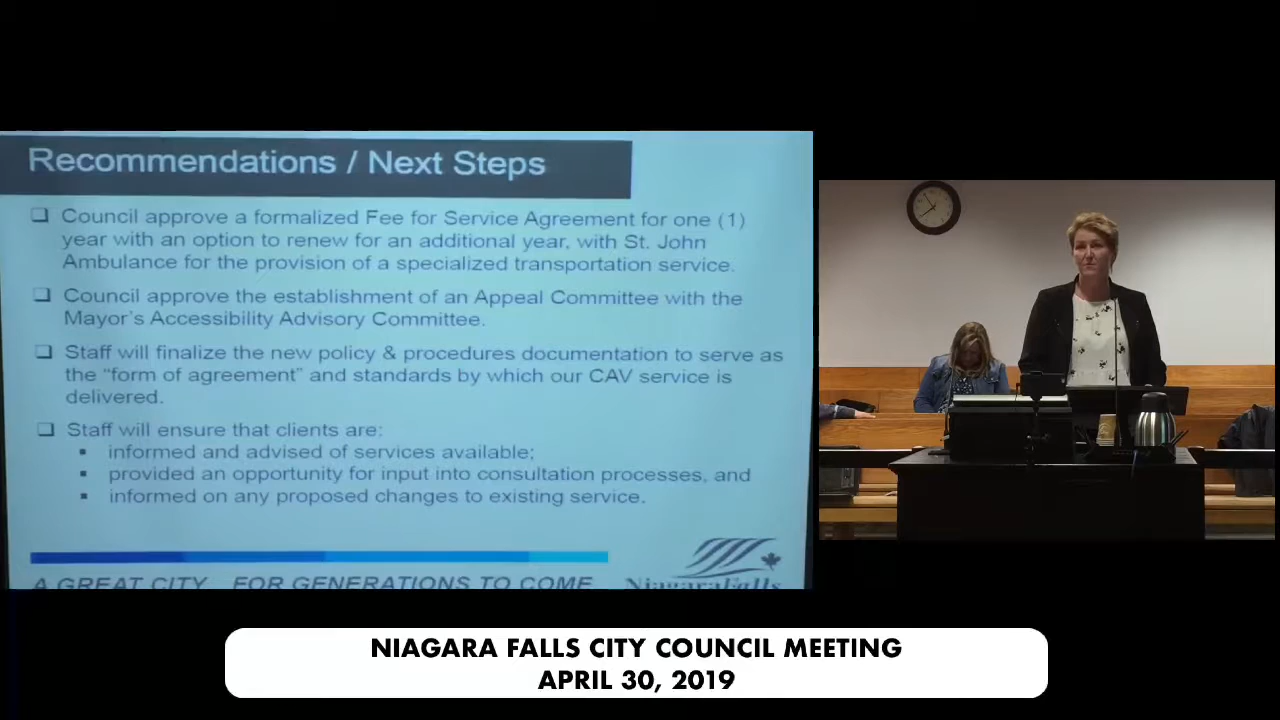 Recommendations / Next Steps
❑ Council approve a formalized Fee for Service Agreement for one (1)
year with an option to renew for an additional year, with St. John
Ambulance for the provision of a specialized transportation service.
❑ Council approve the establishment of an Appeal Committee with the
Mayor's Accessibility Advisory Committee.
❑ Staff will finalize the new policy & procedures documentation to serve as
the "form of agreement" and standards by which our CAV service is
delivered.
❑ Staff will ensure that clients are:
▪ informed and advised of services available;
▪ provided an opportunity for input into consultation processes, and
▪ informed on any proposed changes to existing service.
A GREAT CITY... FOR GENERATIONS TO COME
NiagaraFalls
NIAGARA FALLS CITY COUNCIL MEETING
APRIL 30, 2019